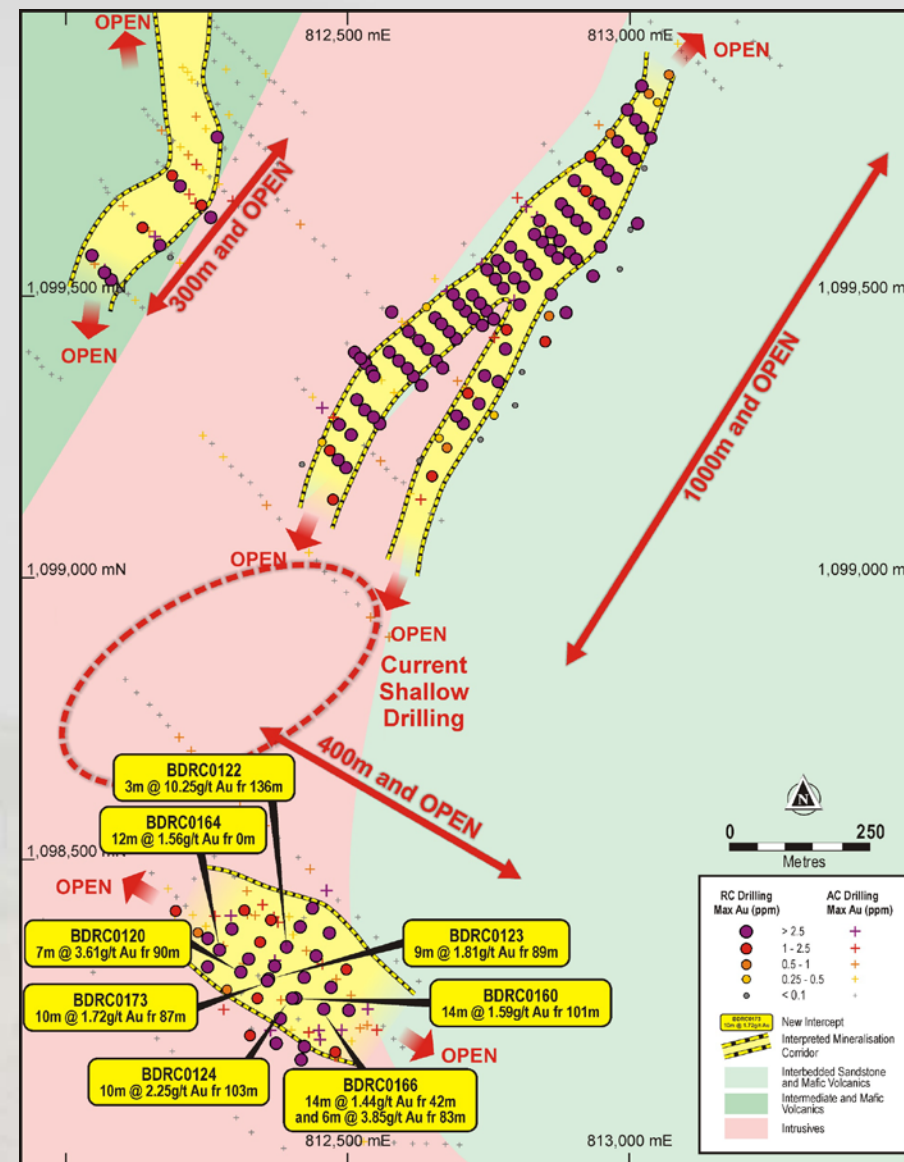 OPEN
812,500 mE
813,000 mE
OPEN
300m and OPEN
1,099,500 mN
1,099,500 mN
OPEN
1000m and OPEN
OPEN
1,099,000 mN
1,099,000 mN
OPEN
Current
Shallow
Drilling
400m and OPEN
BDRC0122
3m @ 10.25g/t Au fr 136m
BDRC0164
12m @ 1.56g/t Au fr 0m
N
0 250
Metres
1,098,500 mN
OPEN
BDRC0120
7m @ 3.61g/t Au fr 90m
BDRC0123
9m @ 1.81g/t Au fr 89m
BDRC0173
10m @ 1.72g/t Au fr 87m
BDRC0160
14m @ 1.59g/t Au fr 101m
OPEN
BDRC0124
10m @ 2.25g/t Au fr 103m
BDRC0166
14m @ 1.44g/t Au fr 42m
and 6m @ 3.85g/t Au fr 83m
812,500 mE
813,000 mE
RC Drilling
Max Au (ppm)
AC Drilling
Max Au (ppm)
> 2.5
1 - 2.5
0.5 - 1
0.25 - 0.5
< 0.1
BDRC0173
10m @ 1.72g/t Au
New Intercept
Interpreted Mineralisation
Corridor
Interbedded Sandstone
and Mafic Volcanics
Intermediate and Mafic
Volcanics
Intrusives